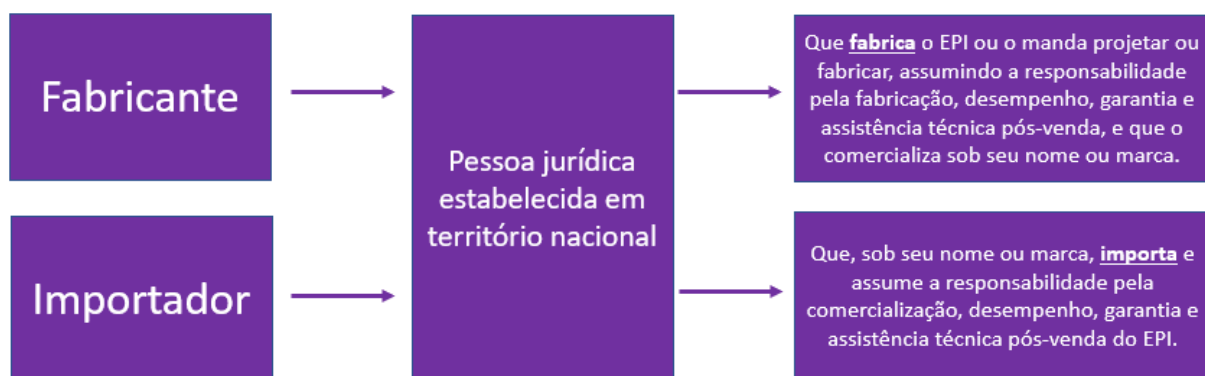 Fabricante
Importador
Pessoa jurídica
estabelecida em
território nacional
Que fabrica o EPI ou o manda projetar ou
fabricar, assumindo a responsabilidade
pela fabricação, desempenho, garantia e
assistência técnica pós-venda, e que o
comercializa sob seu nome ou marca.
Que, sob seu nome ou marca, importa e
assume a responsabilidade pela
comercialização, desempenho, garantia e
assistência técnica pós-venda do EPI.